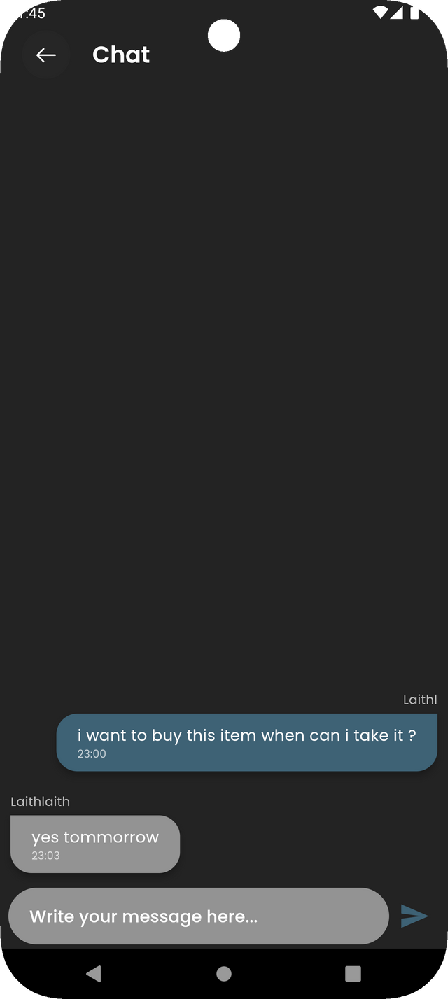 :45
Chat
Laithl
i want to buy this item when can i take it ?
23:00
Laithlaith
yes tommorrow
23:03
Write your message here...